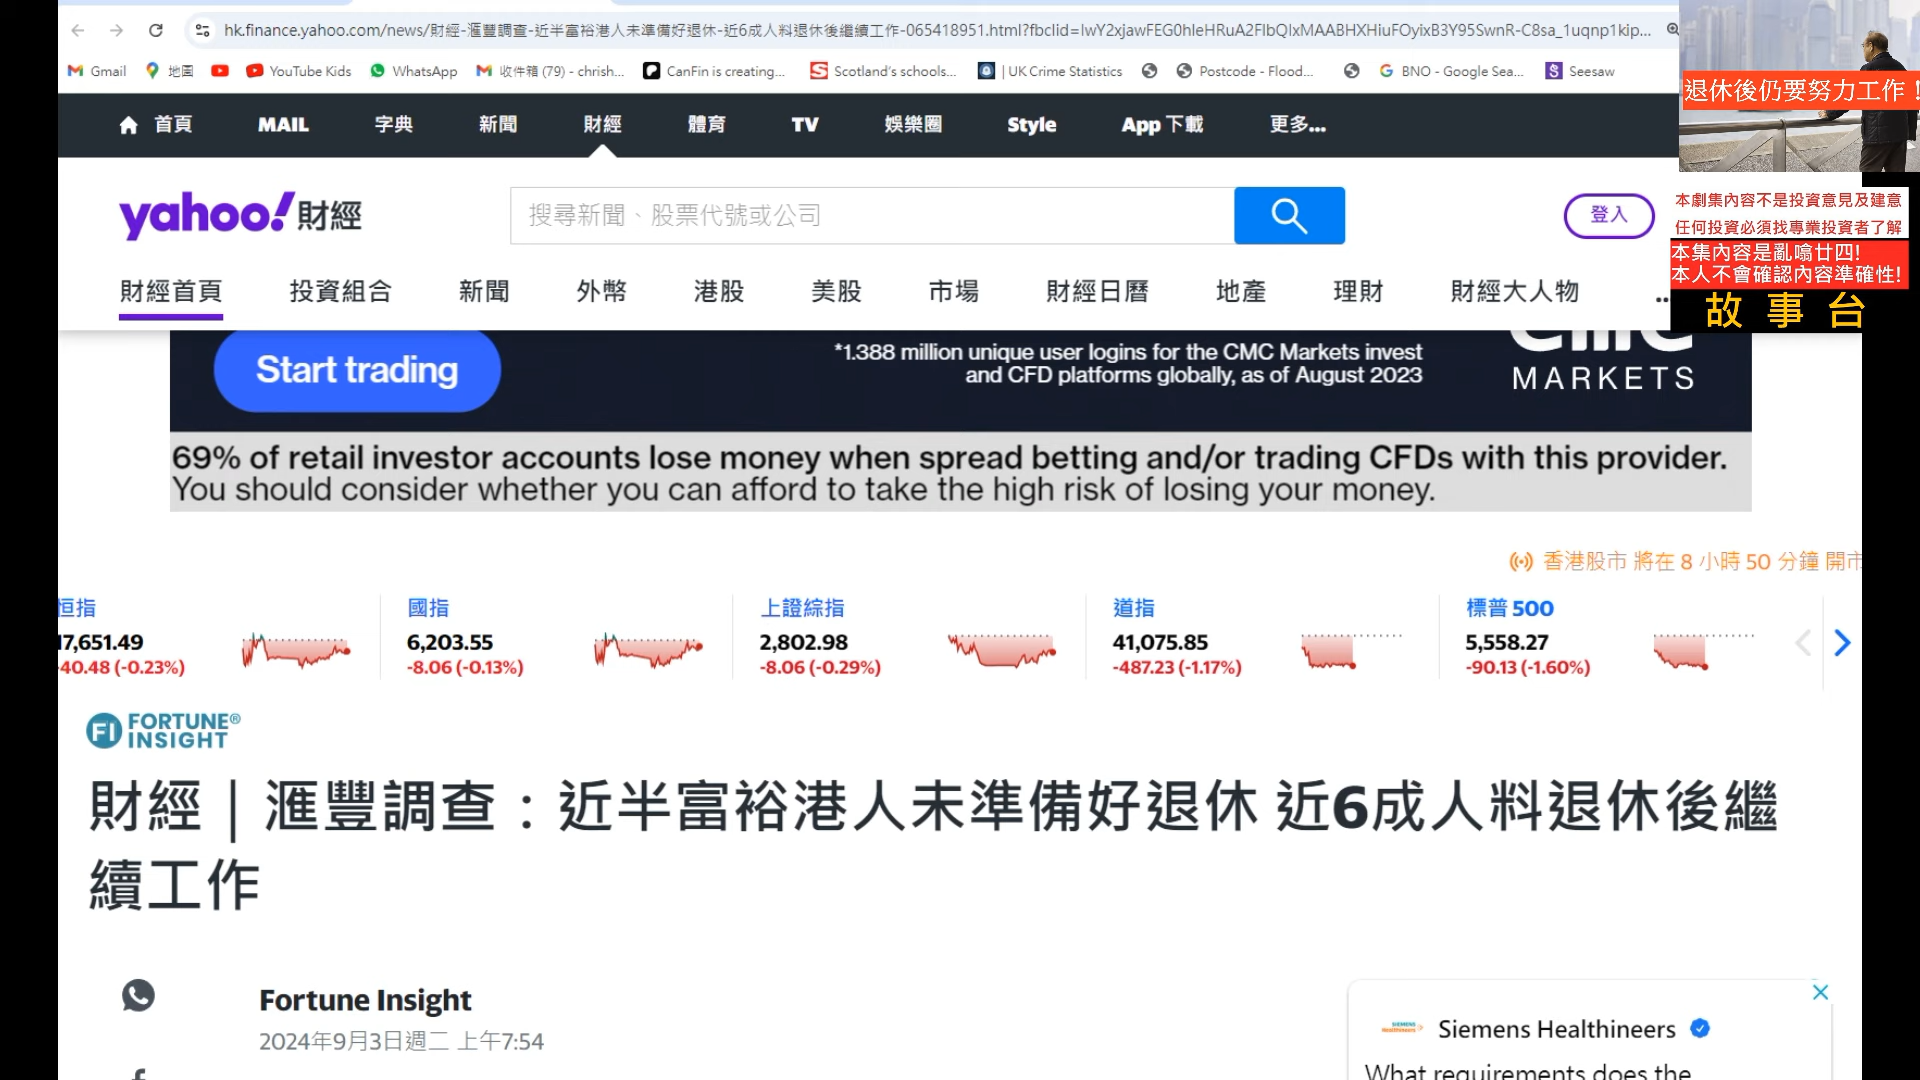 hk.finance.yahoo.com/news/財經-滙豐調查-近半富裕港人未準備好退休-近6成人料退休後繼續工作-065418951.html?fbclid=IwY2xjawFEG0hleHRuA2FlbQIxMAABHXHiuFOyixB3Y95SwnR-C8sa_1uqnp1kip...
Gmail 地圖 YouTube Kids WhatsApp 收件箱 (79) - chrish... CanFin is creating... Scotland's schools... | UK Crime Statistics Postcode - Flood... BNO - Google Sea... Seesaw
退休後仍要努力工作！
首頁 MAIL 字典 新聞 財經 體育 TV 娛樂圈 Style App 下載 更多...
yahoo!財經
搜尋新聞、股票代號或公司
登入
本劇集內容不是投資意見及建意
任何投資必須找專業投資者了解
本集內容是亂噏廿四!
本人不會確認內容準確性!
故事台
財經首頁 投資組合 新聞 外幣 港股 美股 市場 財經日曆 地產 理財 財經大人物 ...
Start trading
*1.388 million unique user logins for the CMC Markets invest
and CFD platforms globally, as of August 2023
cmc
MARKETS
69% of retail investor accounts lose money when spread betting and/or trading CFDs with this provider.
You should consider whether you can afford to take the high risk of losing your money.
香港股市 將在 8 小時 50 分鐘 開市
恒指 國指 上證綜指 道指 標普 500
17,651.49 6,203.55 2,802.98 41,075.85 5,558.27
-40.48 (-0.23%) -8.06 (-0.13%) -8.06 (-0.29%) -487.23 (-1.17%) -90.13 (-1.60%)
FI FORTUNE®
INSIGHT
財經｜滙豐調查：近半富裕港人未準備好退休 近6成人料退休後繼
續工作
Fortune Insight
2024年9月3日週二 上午7:54
SIEMENS
Healthineers
Siemens Healthineers
What requirements does the